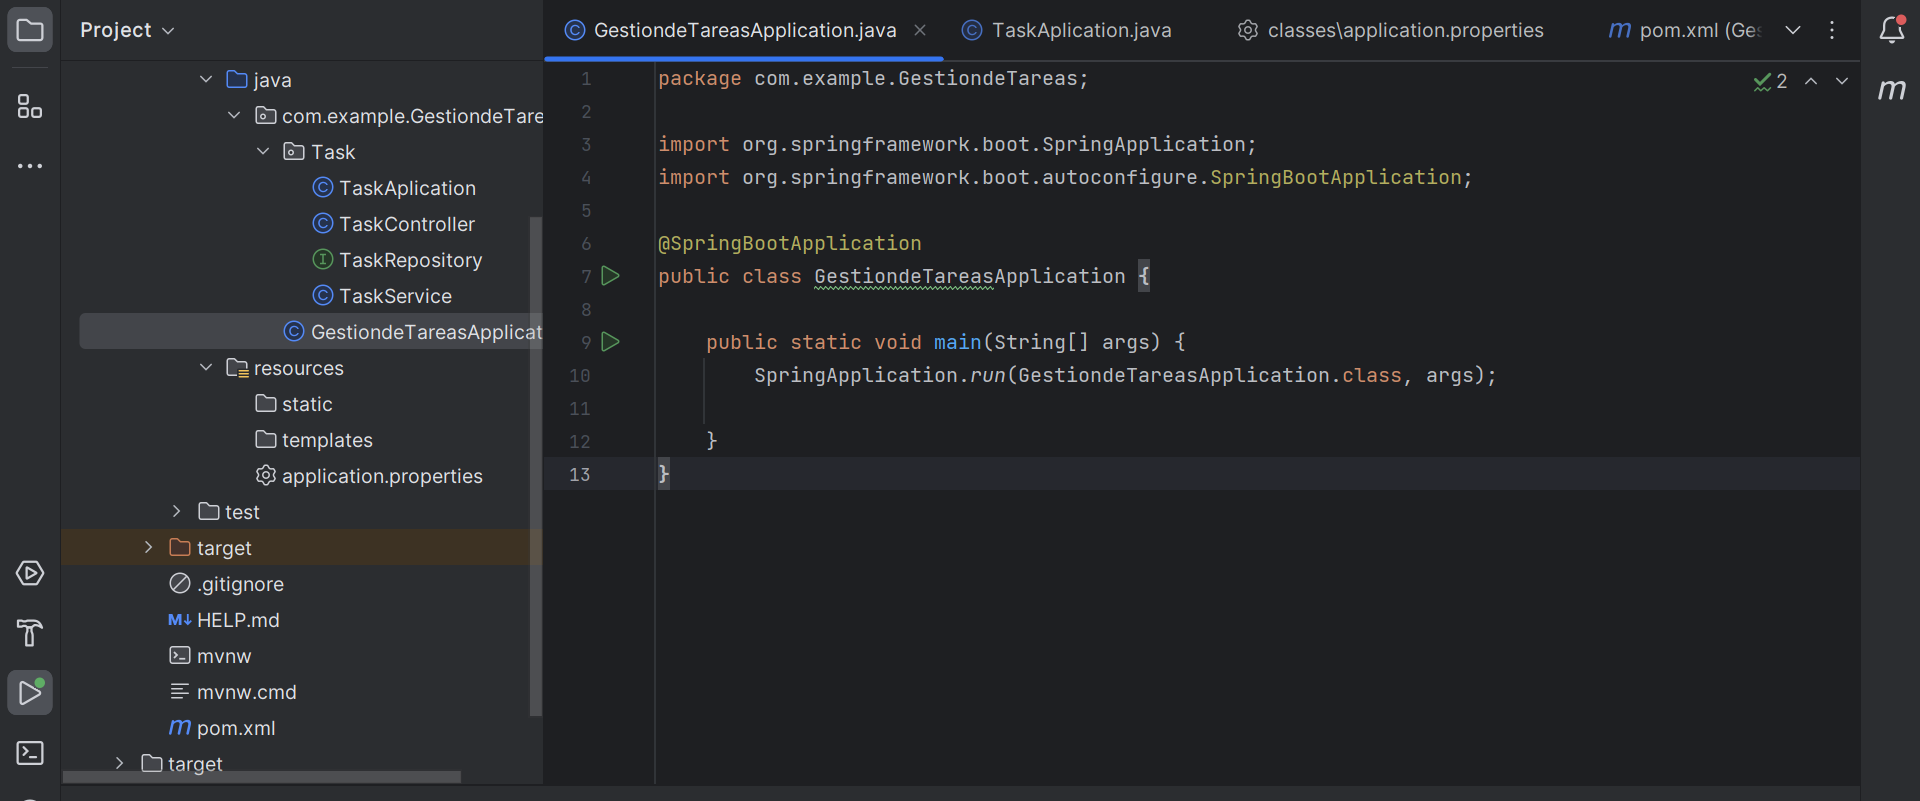 Project
GestiondeTareasApplication.java
TaskAplication.java
classes\application.properties
pom.xml (Ges
java
com.example.GestiondeTare
Task
TaskAplication
TaskController
TaskRepository
TaskService
GestiondeTareasApplicat
resources
static
templates
application.properties
test
target
.gitignore
HELP.md
mvnw
mvnw.cmd
pom.xml
target
2
1 package com.example.GestiondeTareas;
2
3 import org.springframework.boot.SpringApplication;
4 import org.springframework.boot.autoconfigure.SpringBootApplication;
5
6 @SpringBootApplication
7 public class GestiondeTareasApplication {
8
9 public static void main(String[] args) {
10 SpringApplication.run(GestiondeTareasApplication.class, args);
11
12 }
13 }